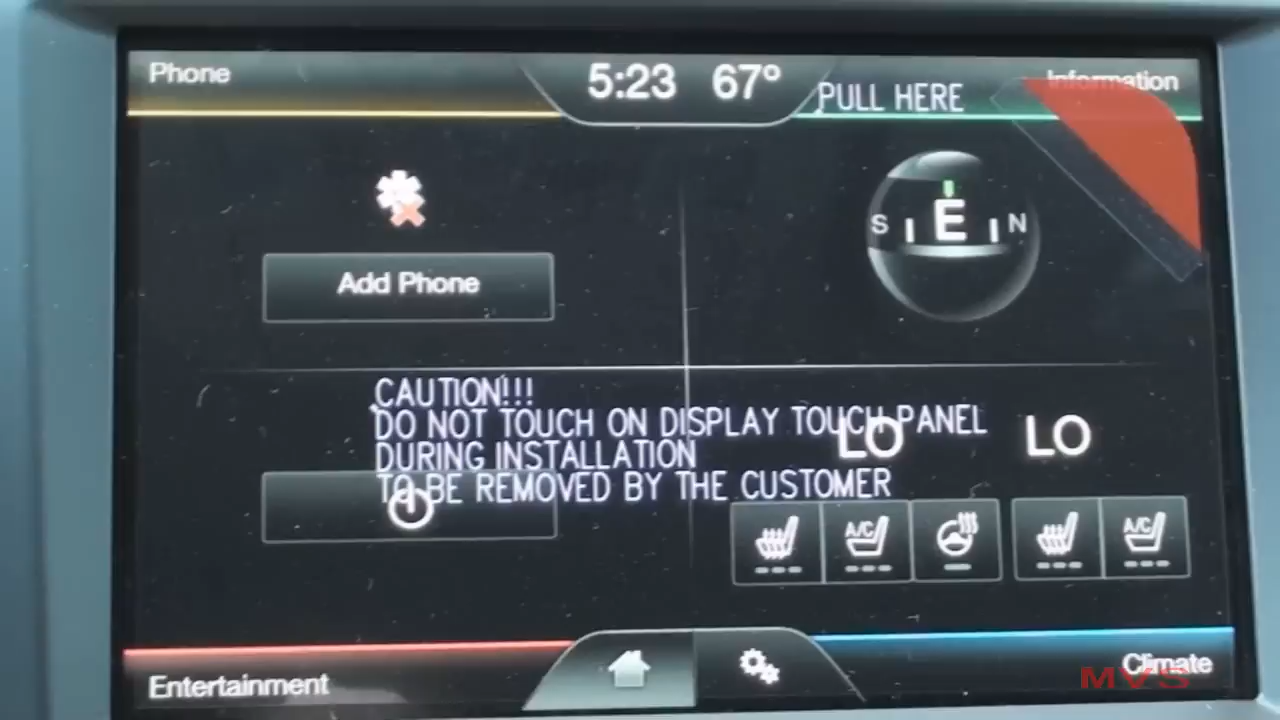 Phone
5:23 67°
Information
PULL HERE
S E N
Add Phone
CAUTION!!!
DO NOT TOUCH ON DISPLAY TOUCH PANEL
DURING INSTALLATION
TO BE REMOVED BY THE CUSTOMER
LO
LO
A/C
A/C
Entertainment
Climate
MVS